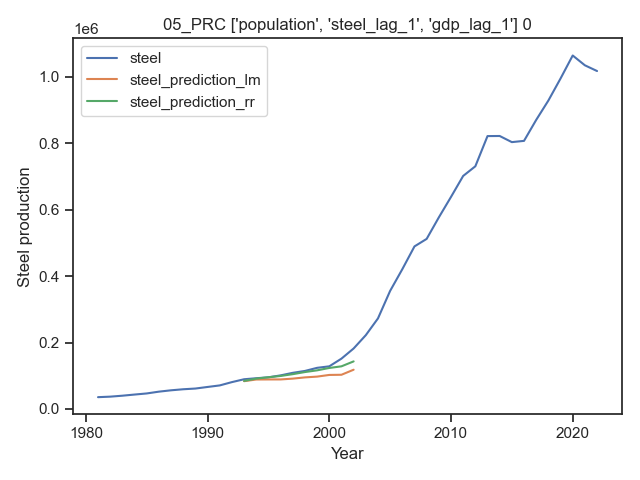 05_PRC ['population', 'steel_lag_1', 'gdp_lag_1'] 0
1e6
steel
steel_prediction_lm
steel_prediction_rr
1.0
0.8
0.6
0.4
0.2
0.0
Steel production
1980 1990 2000 2010 2020
Year